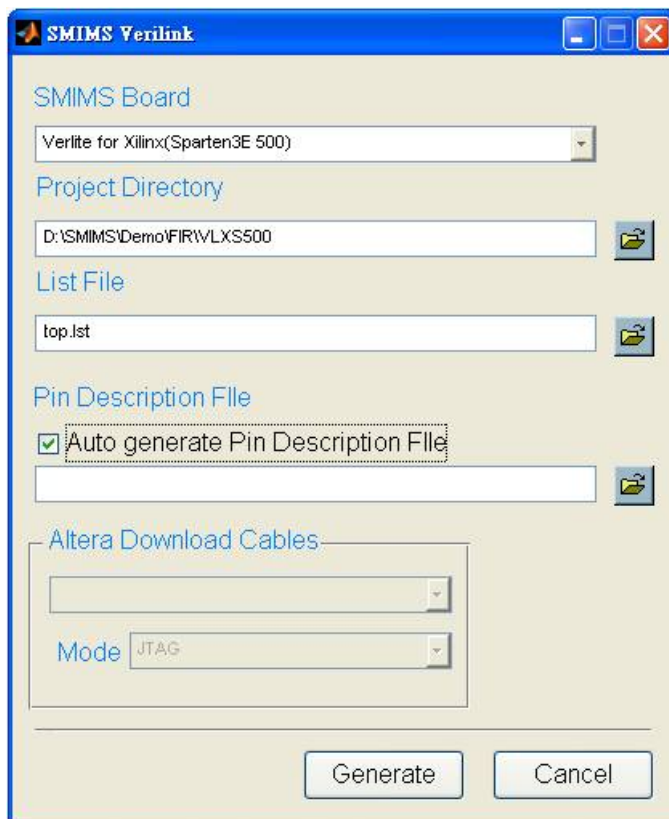 SMIMS Verilink
SMIMS Board
Verlite for Xilinx(Sparten3E 500)
Project Directory
D:\SMIMS\Demo\FIR\VLXS500
List File
top.lst
Pin Description FIle
Auto generate Pin Description FIle
Altera Download Cables
Mode JTAG
Generate Cancel